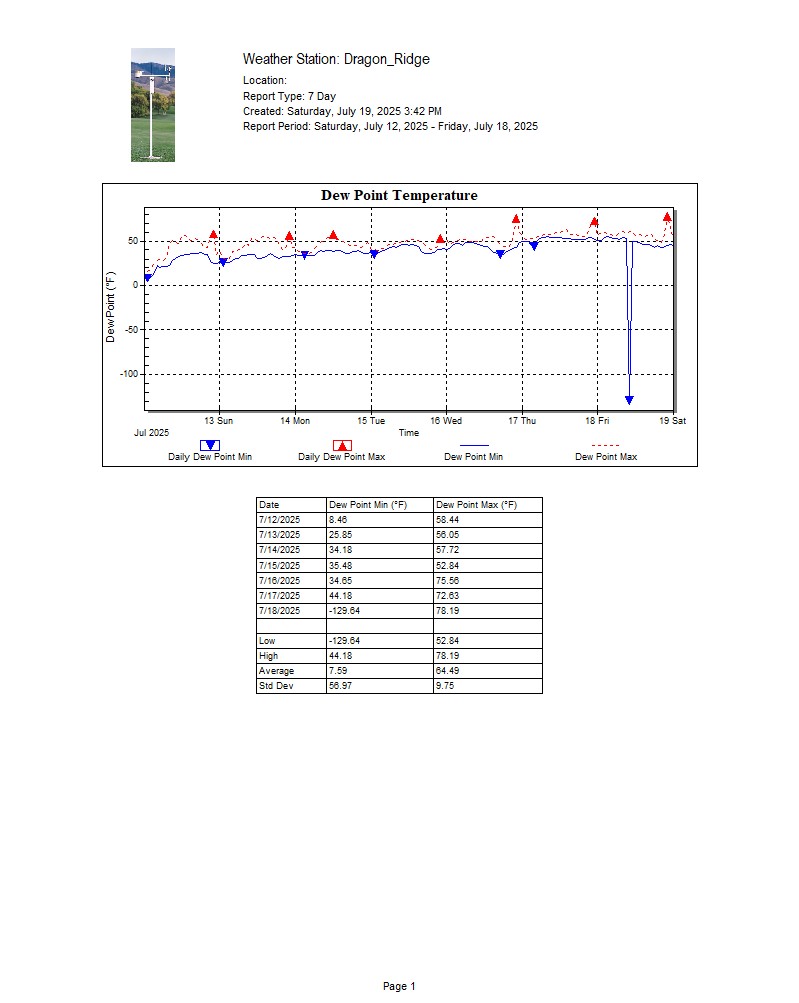 Weather Station: Dragon_Ridge
Location:
Report Type: 7 Day
Created: Saturday, July 19, 2025 3:42 PM
Report Period: Saturday, July 12, 2025 - Friday, July 18, 2025
Dew Point Temperature
Dew Point (°F)
50
0
-50
-100
13 Sun 14 Mon 15 Tue 16 Wed 17 Thu 18 Fri 19 Sat
Jul 2025
Time
Daily Dew Point Min Daily Dew Point Max Dew Point Min Dew Point Max
Date Dew Point Min (°F) Dew Point Max (°F)
7/12/2025 8.46 58.44
7/13/2025 25.85 56.05
7/14/2025 34.18 57.72
7/15/2025 35.48 52.84
7/16/2025 34.65 75.56
7/17/2025 44.18 72.63
7/18/2025 -129.64 78.19
Low -129.64 52.84
High 44.18 78.19
Average 7.59 64.49
Std Dev 56.97 9.75
Page 1